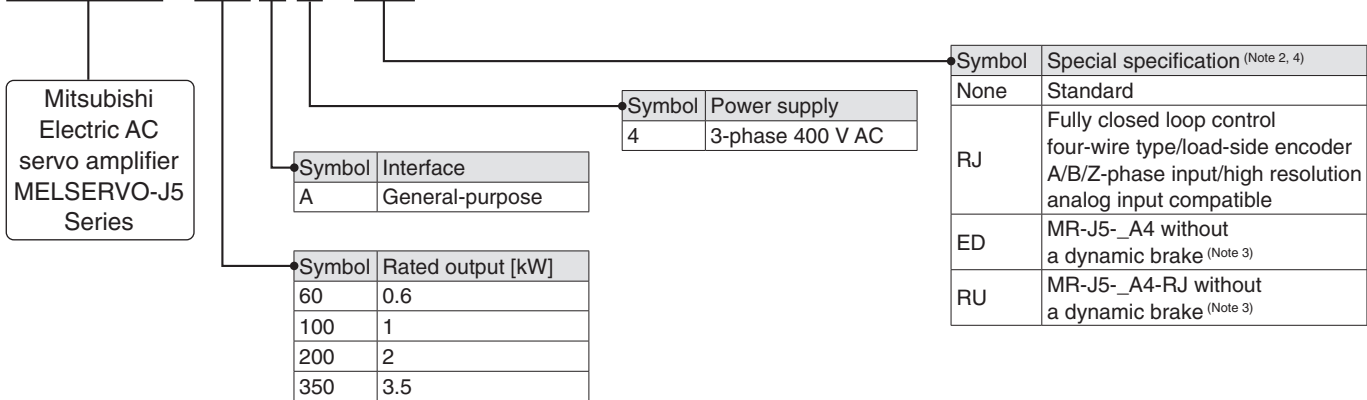 Mitsubishi
Electric AC
servo amplifier
MELSERVO-J5
Series
Symbol Interface
A General-purpose
Symbol Rated output [kW]
60 0.6
100 1
200 2
350 3.5
Symbol Power supply
4 3-phase 400 V AC
Symbol Special specification (Note 2, 4)
None Standard
RJ
Fully closed loop control
four-wire type/load-side encoder
A/B/Z-phase input/high resolution
analog input compatible
ED
MR-J5-_A4 without
a dynamic brake (Note 3)
RU
MR-J5-_A4-RJ without
a dynamic brake (Note 3)